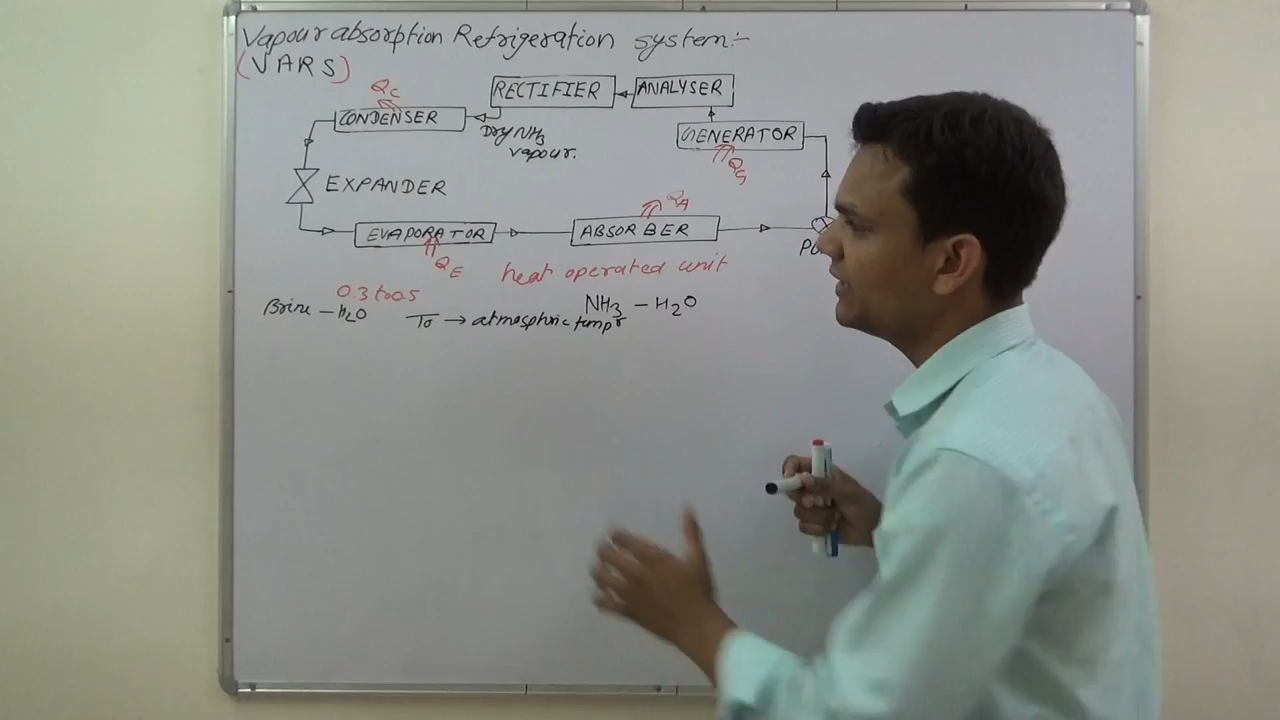 Vapour absorption Refrigeration system:-
(VARS)
QC
RECTIFIER
ANALYSER
CONDENSER
Dry NH3
vapour.
GENERATOR
QG
EXPANDER
QA
EVAPORATOR
ABSORBER
QE
heat operated unit
0.3 to 0.5
Brine - H2O
To → atmosphric tempr
NH3 - H2O